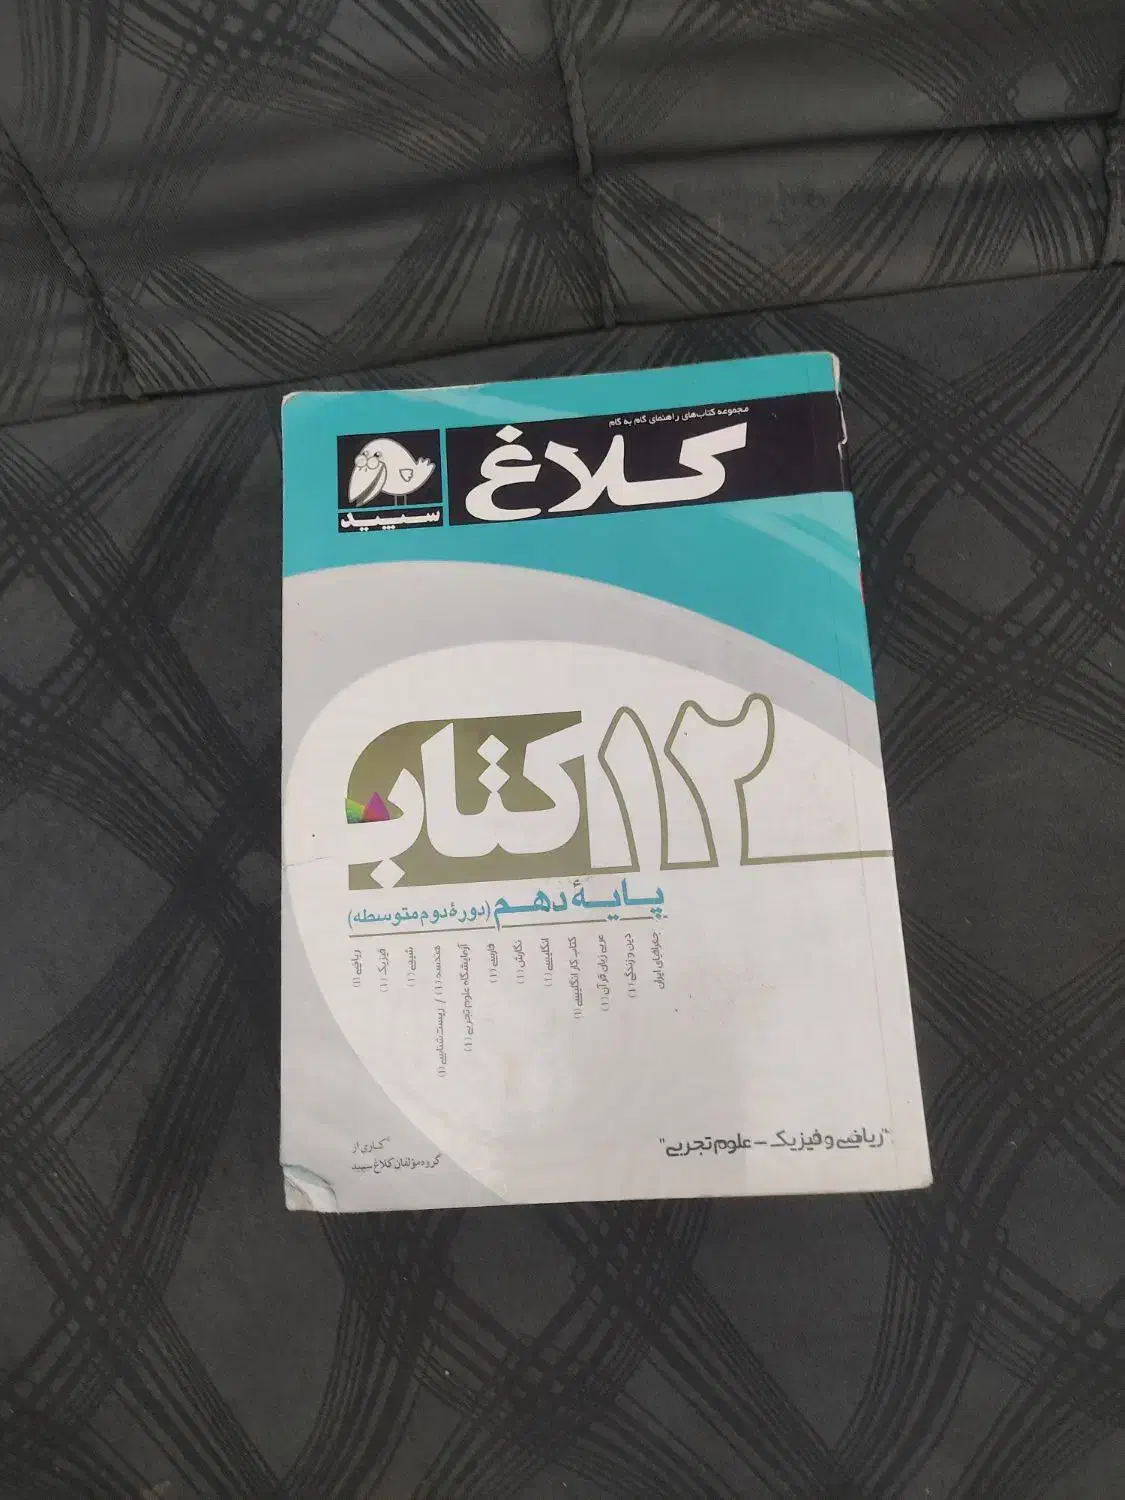 مجموعه کتاب‌های راهنمای گام به گام
کلاغ
سپید
۱۲ کتاب
پایهٔ دهم (دورهٔ دوم متوسطه)
ریاضی (۱)
فیزیک (۱)
شیمی (۱)
هندسه (۱) / زیست‌شناسی (۱)
آزمایشگاه علوم تجربی (۱)
فارسی (۱)
نگارش (۱)
انگلیسی (۱)
کتاب کار انگلیسی (۱)
عربی زبان قرآن (۱)
دین و زندگی (۱)
جغرافیای ایران
"ریاضی و فیزیک - علوم تجربی"
کاری از
گروه مؤلفان کلاغ سپید